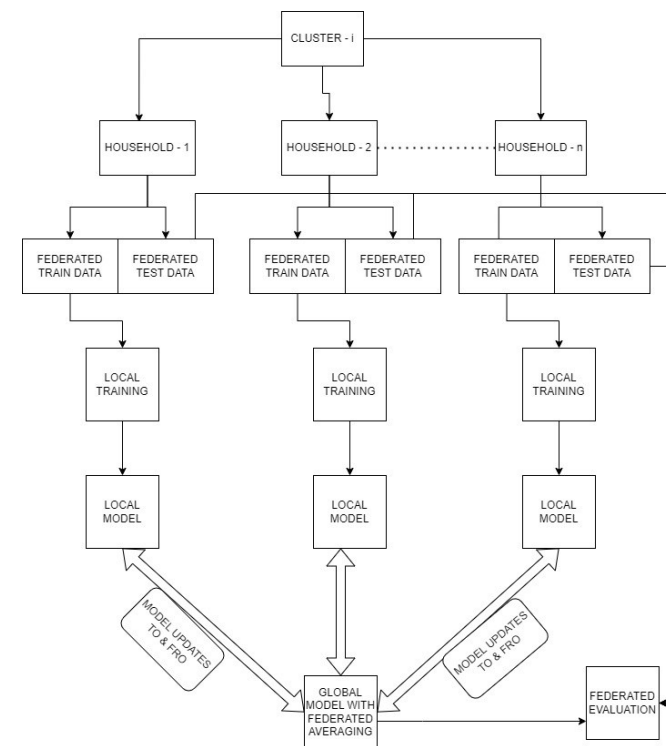 CLUSTER - i
HOUSEHOLD - 1
HOUSEHOLD - 2
HOUSEHOLD - n
FEDERATED
TRAIN DATA
FEDERATED
TEST DATA
FEDERATED
TRAIN DATA
FEDERATED
TEST DATA
FEDERATED
TRAIN DATA
FEDERATED
TEST DATA
LOCAL
TRAINING
LOCAL
TRAINING
LOCAL
TRAINING
LOCAL
MODEL
LOCAL
MODEL
LOCAL
MODEL
MODEL UPDATES
TO & FRO
MODEL UPDATES
TO & FRO
GLOBAL
MODEL WITH
FEDERATED
AVERAGING
FEDERATED
EVALUATION